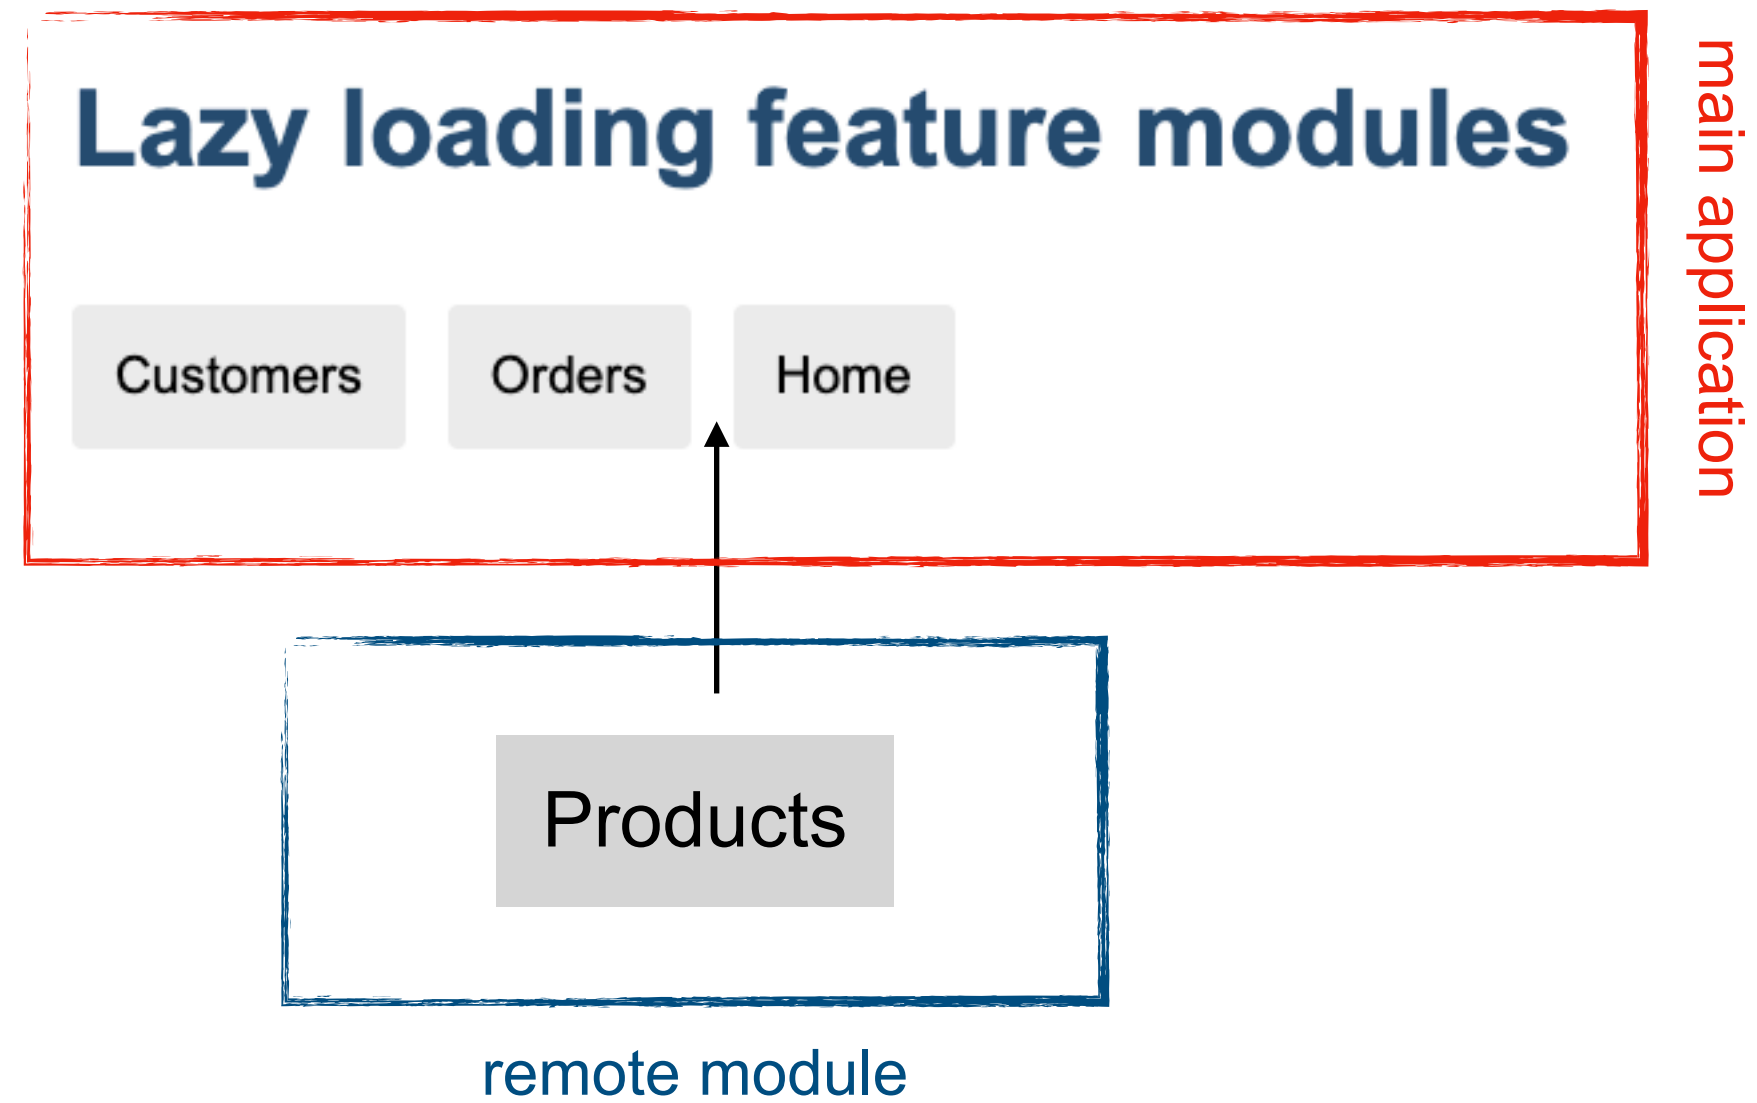 Lazy loading feature modules
main application
Customers Orders Home
Products
remote module